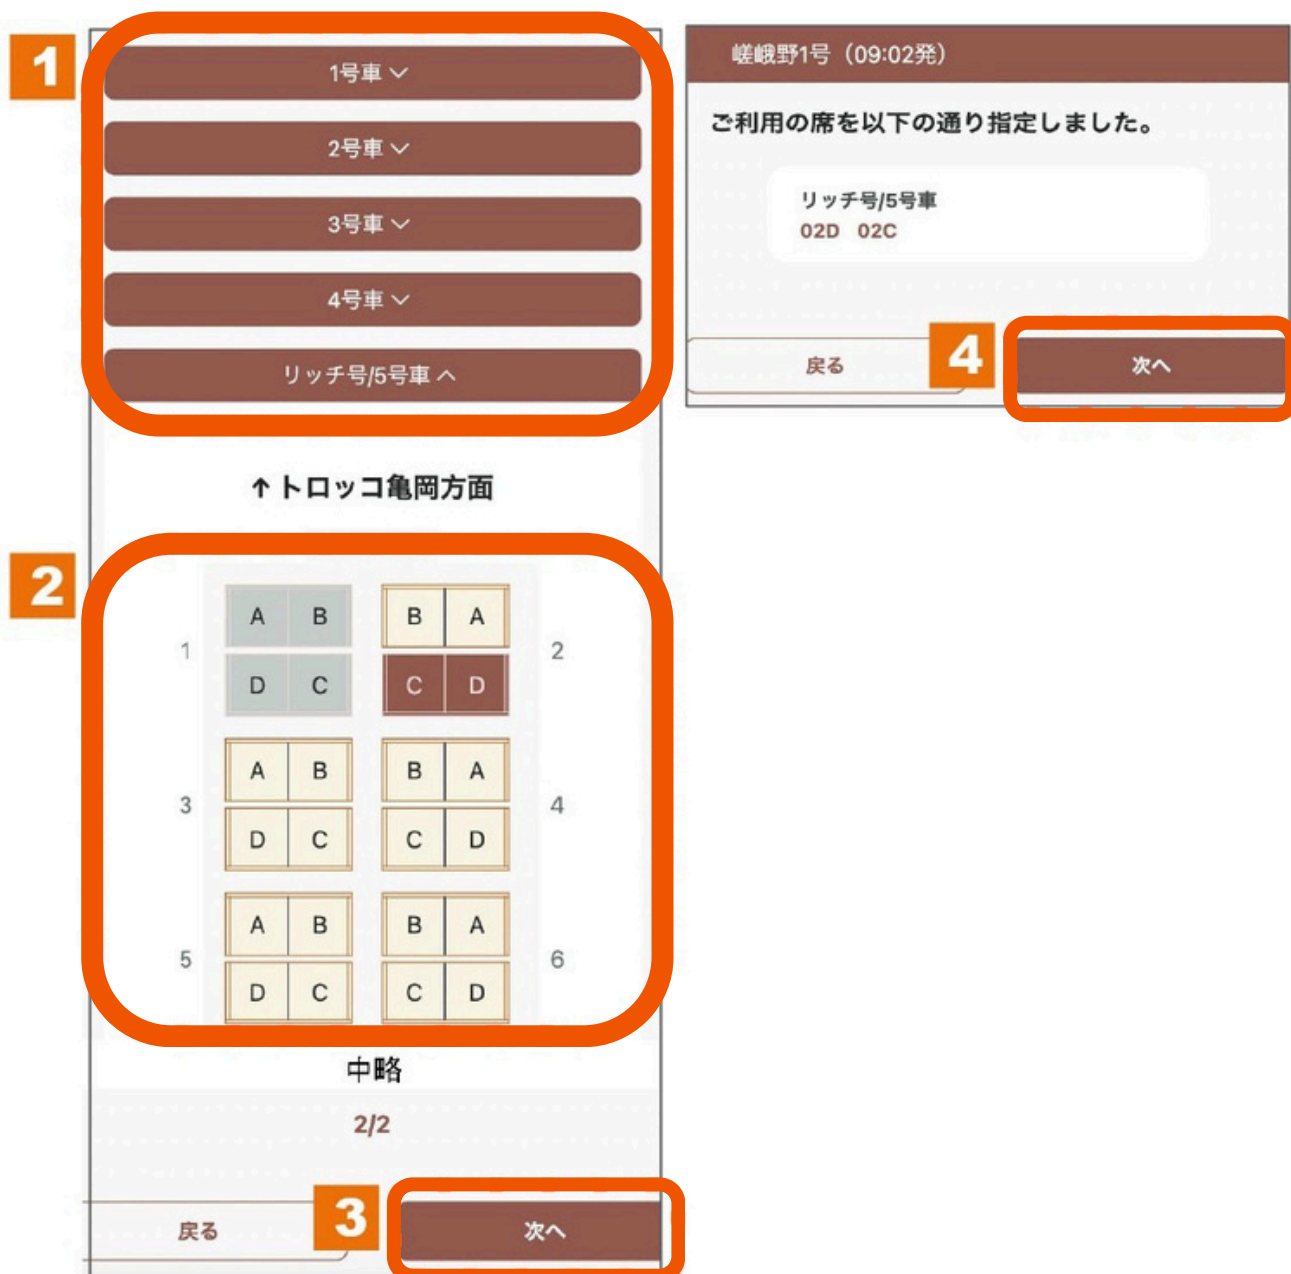 1
1号車
2号車
3号車
4号車
リッチ号/5号車
↑トロッコ亀岡方面
2
A B B A
1 2
D C C D
A B B A
3 4
D C C D
A B B A
5 6
D C C D
中略
2/2
戻る
3
次へ
嵯峨野1号（09:02発）
ご利用の席を以下の通り指定しました。
リッチ号/5号車
02D 02C
戻る
4
次へ